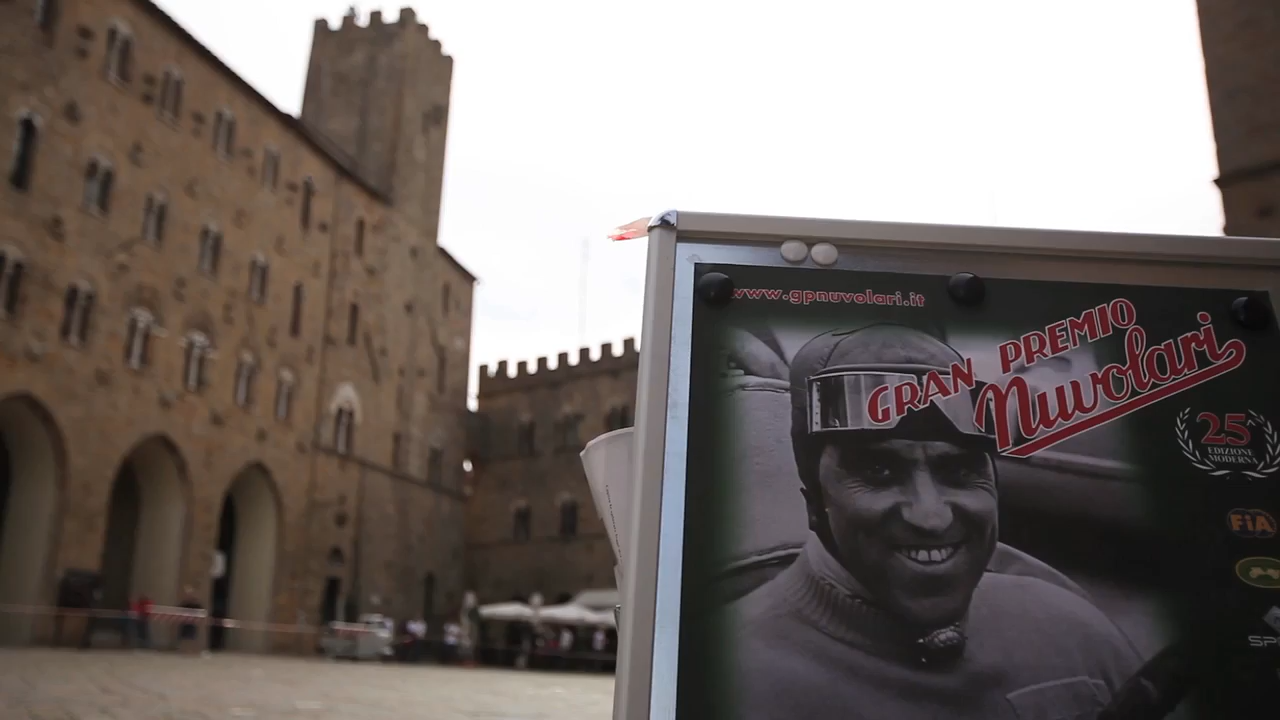 www.gpnuvolari.it
GRAN PREMIO
Nuvolari
25
EDIZIONE
MODERNA
FiA